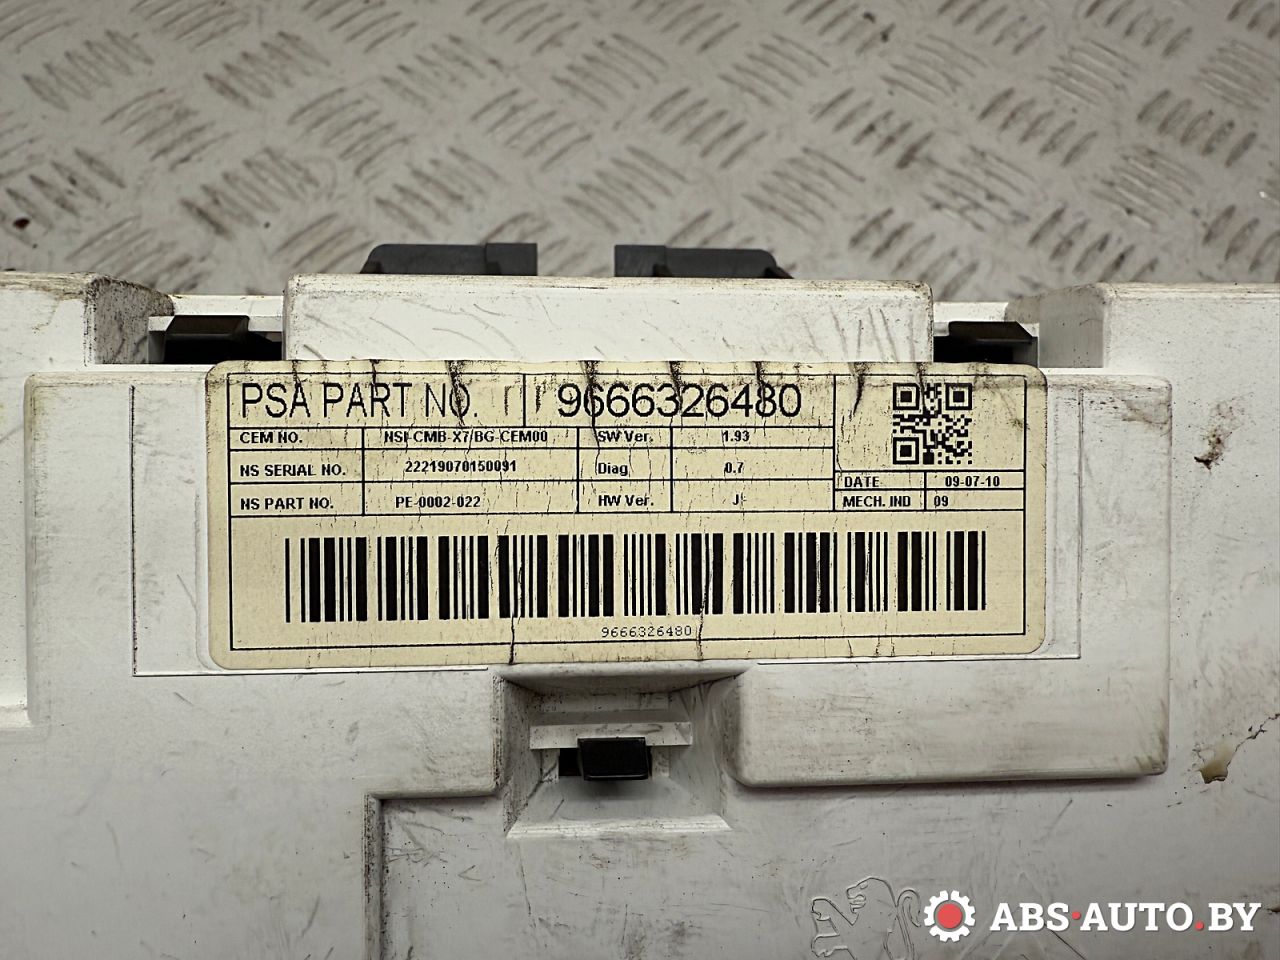 PSA PART NO. 9666326480
CEM NO. NSI-CMB-X7/BG-CEM00 SW Ver. 1.93
NS SERIAL NO. 22219070150091 Diag 0.7
DATE 09-07-10
NS PART NO. PE-0002-022 HW Ver. J
MECH. IND 09
9666326480
ABS·AUTO.BY